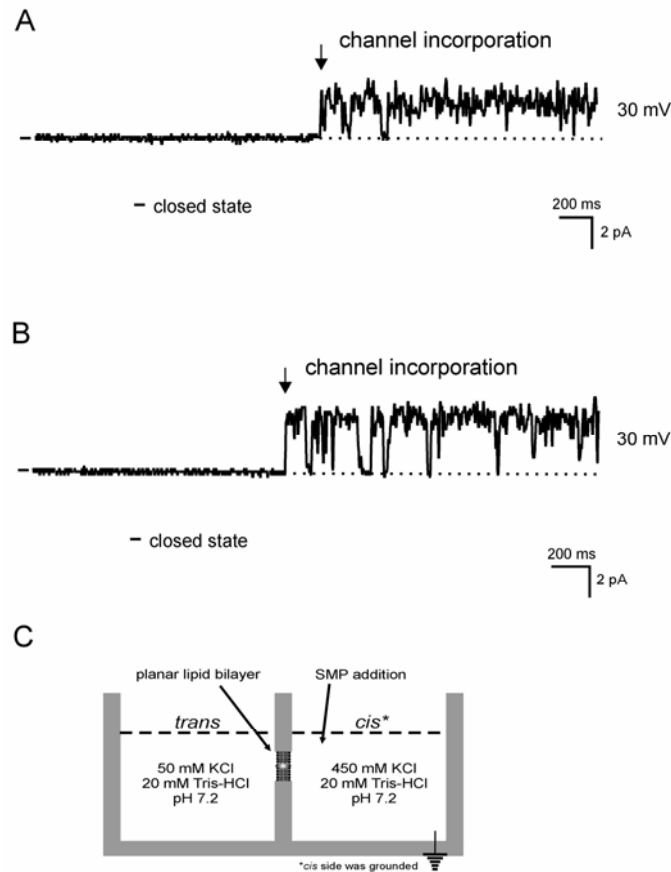 A
channel incorporation
30 mV
– closed state
200 ms
2 pA
B
channel incorporation
30 mV
– closed state
200 ms
2 pA
C
planar lipid bilayer
SMP addition
trans
cis*
50 mM KCl
20 mM Tris-HCl
pH 7.2
450 mM KCl
20 mM Tris-HCl
pH 7.2
*cis side was grounded